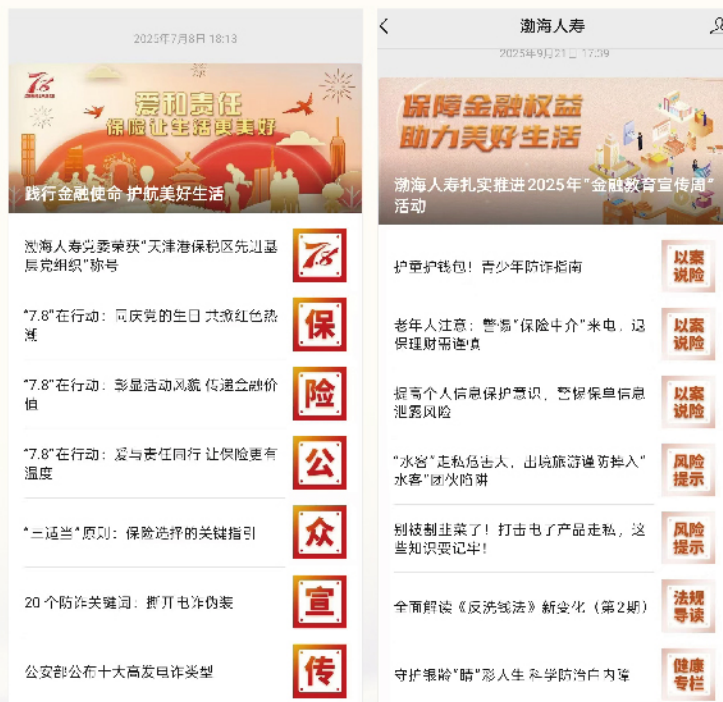 2025年7月8日 18:13
7.8
爱和责任
保险让生活更美好
践行金融使命 护航美好生活
渤海人寿党委荣获“天津港保税区先进基
层党组织”称号
7.8
“7.8”在行动：同庆党的生日 共掀红色热
潮
保
“7.8”在行动：彰显活动风貌 传递金融价
值
险
“7.8”在行动：爱与责任同行 让保险更有
温度
公
“三适当”原则：保险选择的关键指引
众
20 个防诈关键词：撕开电诈伪装
宣
公安部公布十大高发电诈类型
传
渤海人寿
2025年9月21日 17:39
保障金融权益
助力美好生活
渤海人寿扎实推进2025年“金融教育宣传周”
活动
护童护钱包！青少年防诈指南
以案
说险
老年人注意：警惕“保险中介”来电，退
保理财需谨慎
以案
说险
提高个人信息保护意识，警惕保单信息
泄露风险
以案
说险
“水客”走私危害大，出境旅游谨防掉入“
水客”团伙陷阱
风险
提示
别被割韭菜了！打击电子产品走私，这
些知识要记牢！
风险
提示
全面解读《反洗钱法》新变化（第2期）
法规
导读
守护银龄“睛”彩人生 科学防治白内障
健康
专栏